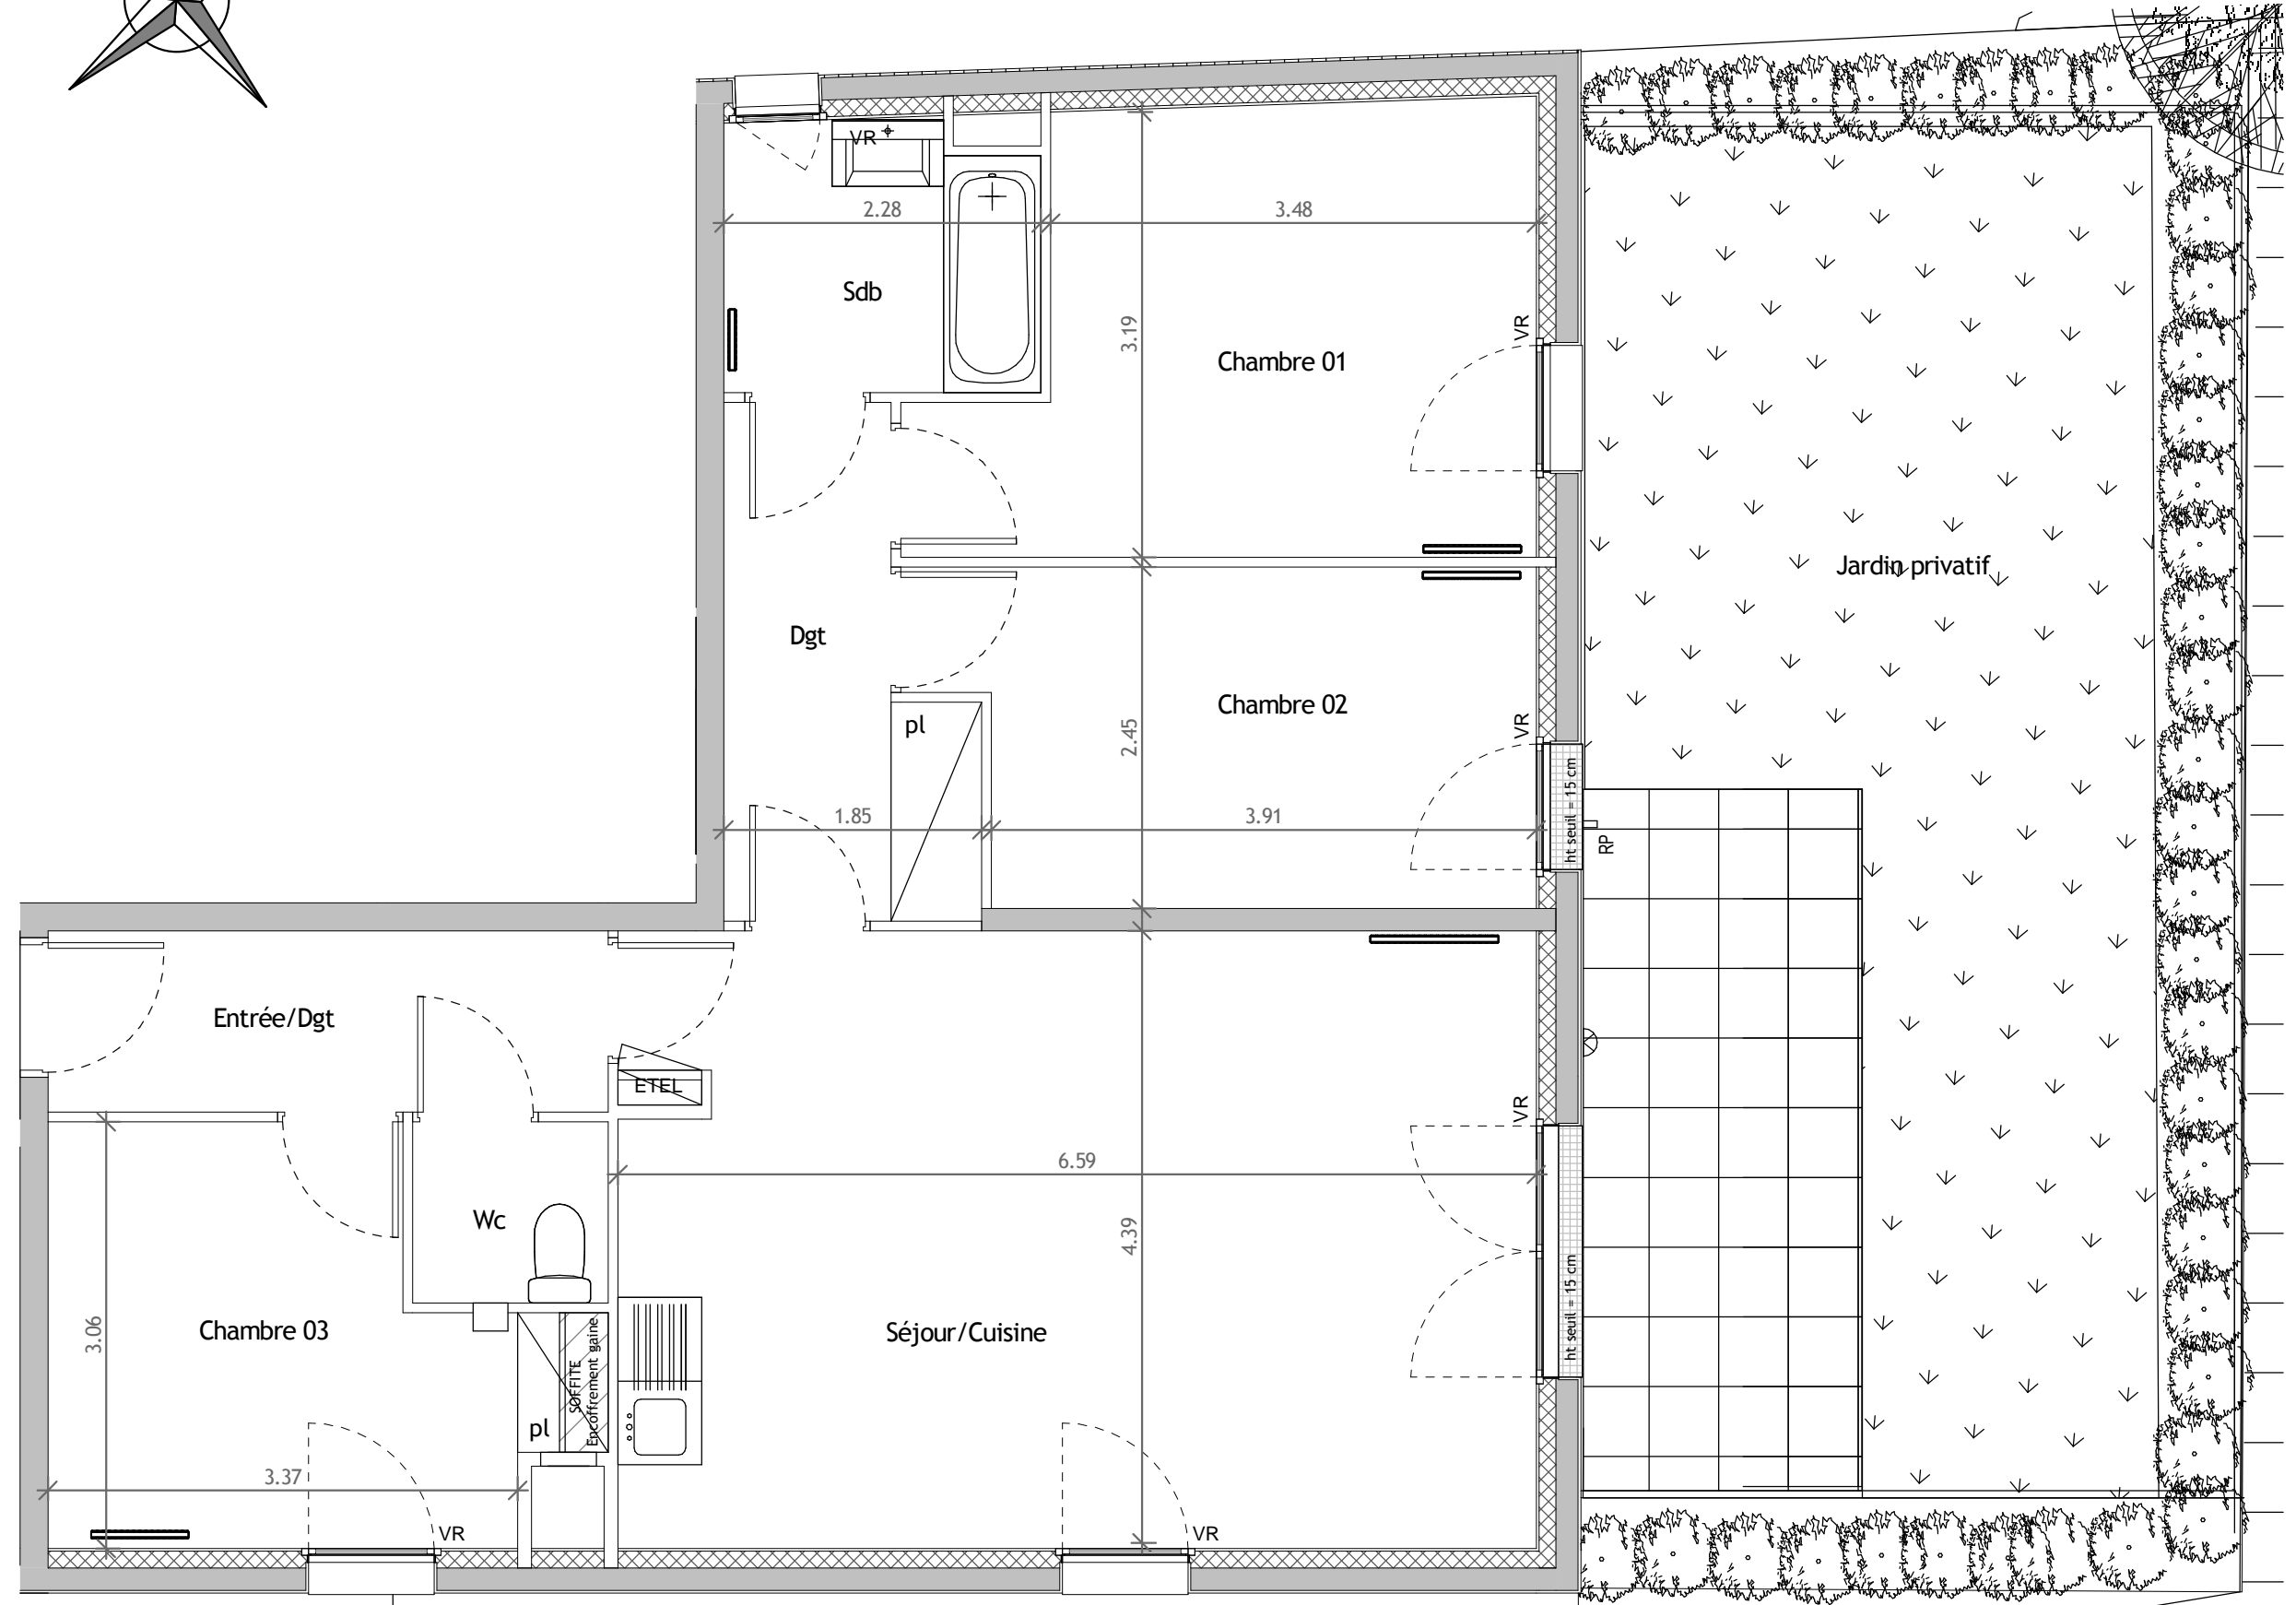 VR
2.28
3.48
Sdb
3.19
VR
Chambre 01
Jardin privatif
Dgt
Chambre 02
pl
VR
2.45
ht seuil = 15 cm
1.85
3.91
RP
Entrée/Dgt
ETEL
VR
6.59
Wc
4.39
ht seuil = 15 cm
Chambre 03
3.06
Séjour/Cuisine
SOFFITE
Encoffrement gaine
pl
3.37
VR
VR